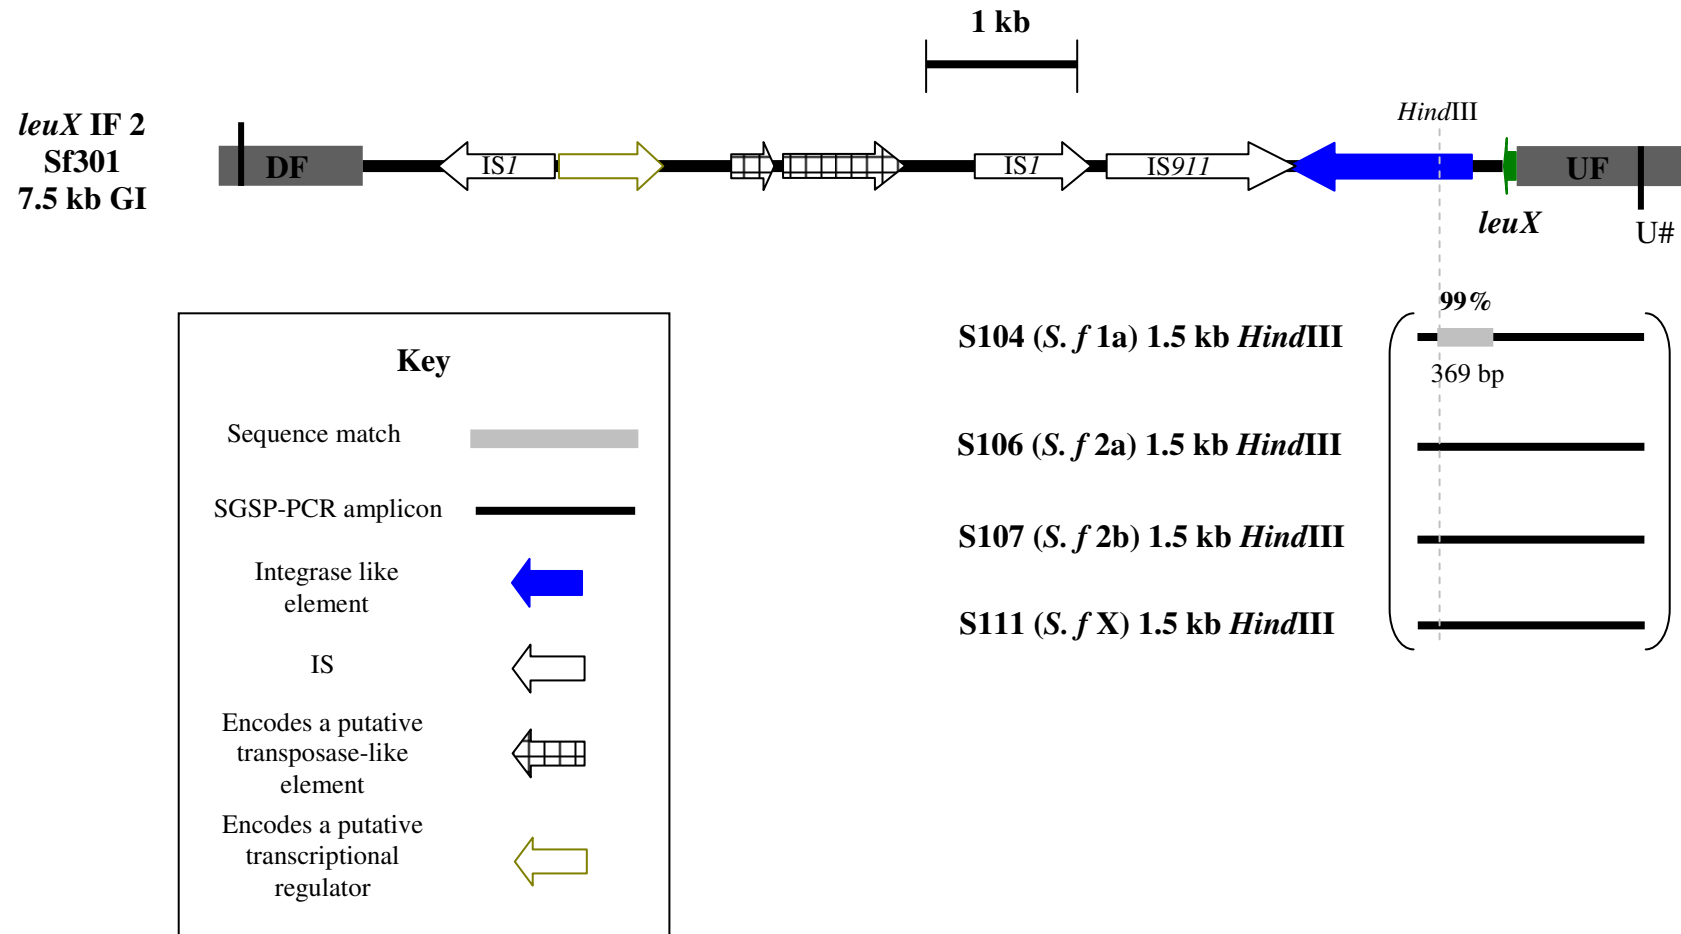 1 kb
leuX IF 2
Sf301
7.5 kb GI
DF
IS1
IS1
IS911
HindIII
UF
leuX
U#
99%
S104 (S. f 1a) 1.5 kb HindIII
369 bp
S106 (S. f 2a) 1.5 kb HindIII
S107 (S. f 2b) 1.5 kb HindIII
S111 (S. f X) 1.5 kb HindIII
Key
Sequence match
SGSP-PCR amplicon
Integrase like
element
IS
Encodes a putative
transposase-like
element
Encodes a putative
transcriptional
regulator